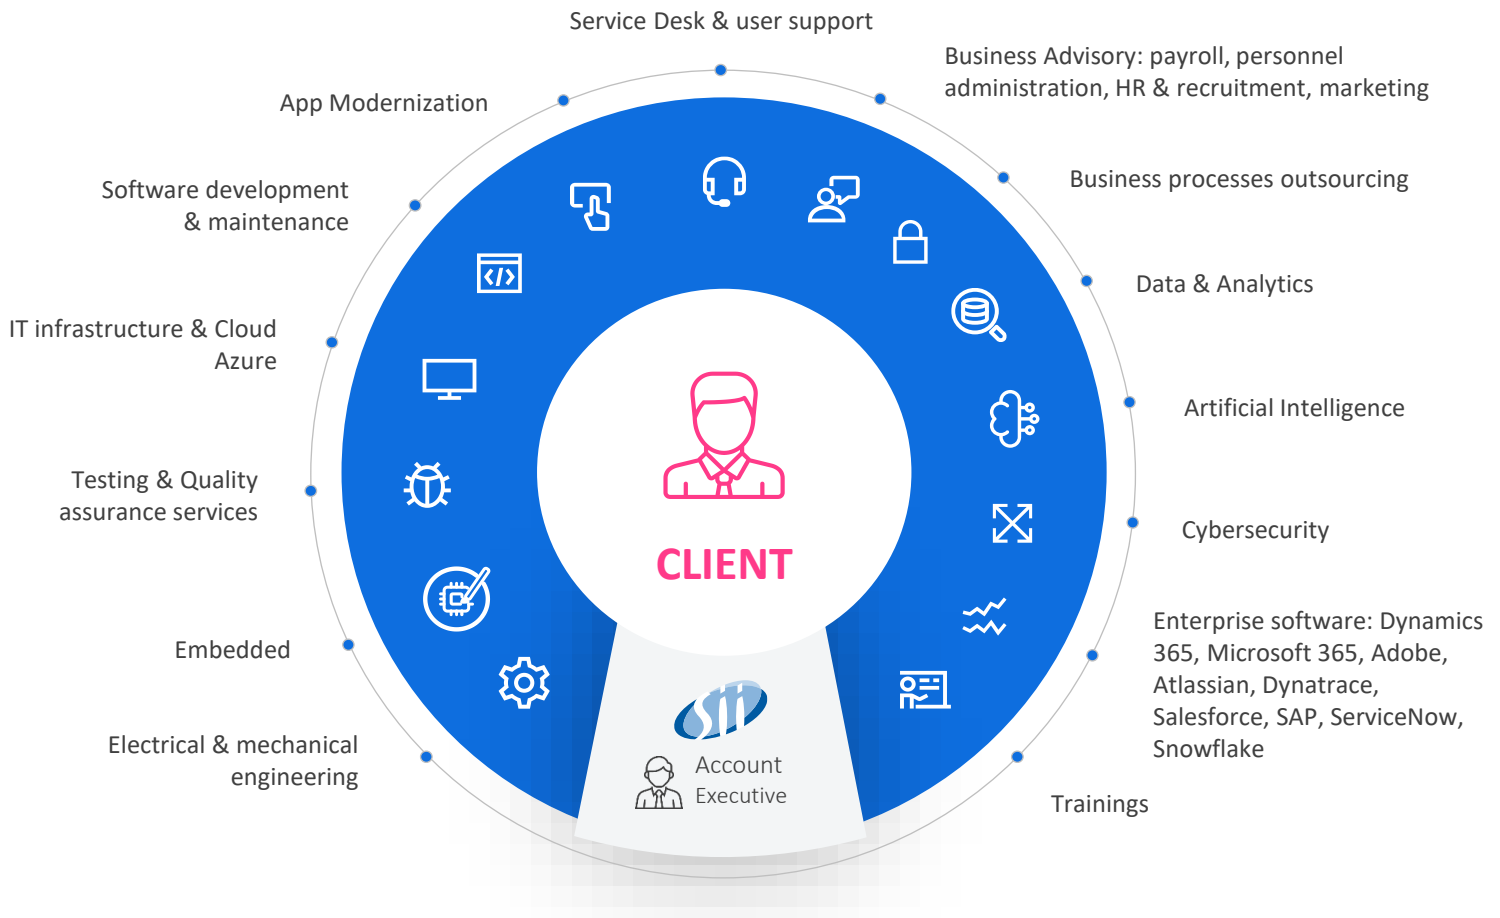 Service Desk & user support
Business Advisory: payroll, personnel
administration, HR & recruitment, marketing
App Modernization
Business processes outsourcing
Software development
& maintenance
Data & Analytics
IT infrastructure & Cloud
Azure
Artificial Intelligence
Testing & Quality
assurance services
Cybersecurity
CLIENT
Embedded
Enterprise software: Dynamics
365, Microsoft 365, Adobe,
Atlassian, Dynatrace,
Salesforce, SAP, ServiceNow,
Snowflake
Electrical & mechanical
engineering
Sii
Account
Executive
Trainings